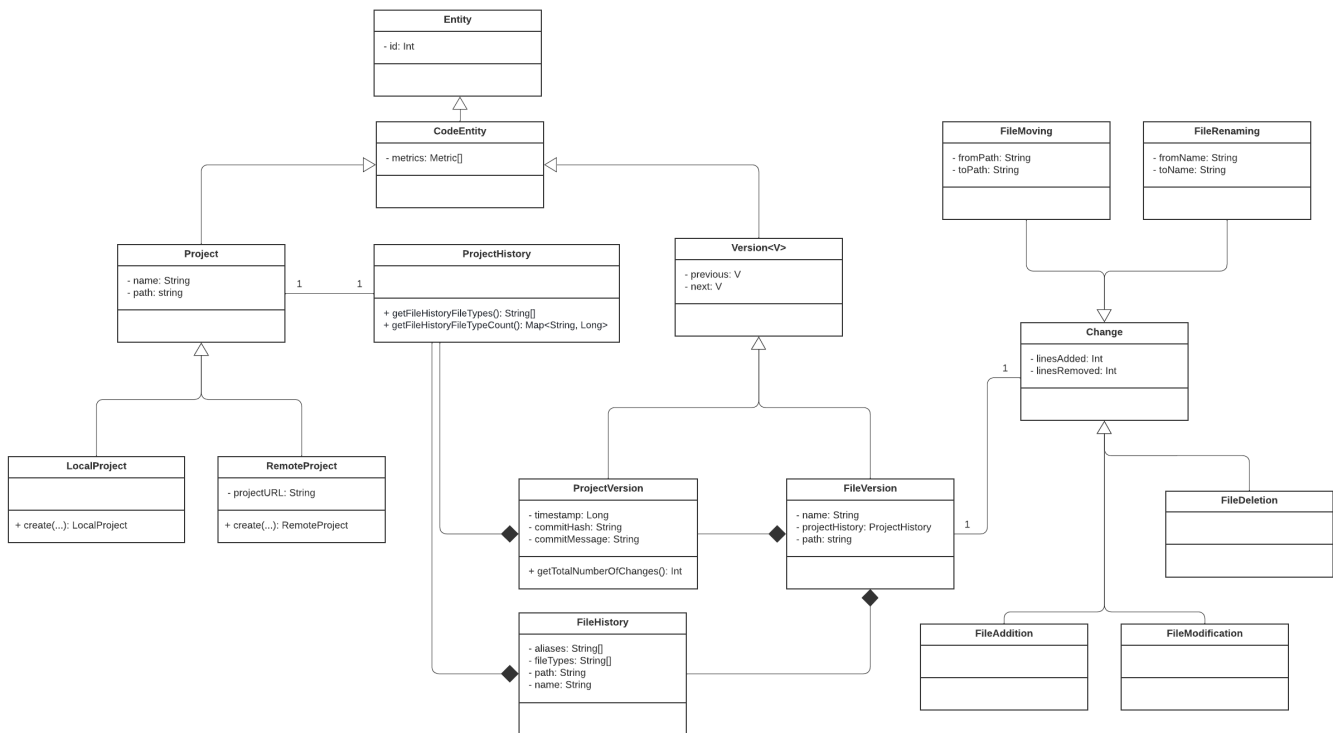 Entity
- id: Int
CodeEntity
- metrics: Metric[]
FileMoving
- fromPath: String
- toPath: String
FileRenaming
- fromName: String
- toName: String
Project
- name: String
- path: string
1
1
ProjectHistory
+ getFileHistoryFileTypes(): String[]
+ getFileHistoryFileTypeCount(): Map<String, Long>
Version<V>
- previous: V
- next: V
Change
- linesAdded: Int
- linesRemoved: Int
1
LocalProject
+ create(...): LocalProject
RemoteProject
- projectURL: String
+ create(...): RemoteProject
ProjectVersion
- timestamp: Long
- commitHash: String
- commitMessage: String
+ getTotalNumberOfChanges(): Int
FileVersion
- name: String
- projectHistory: ProjectHistory
- path: string
1
FileDeletion
FileHistory
- aliases: String[]
- fileTypes: String[]
- path: String
- name: String
FileAddition
FileModification